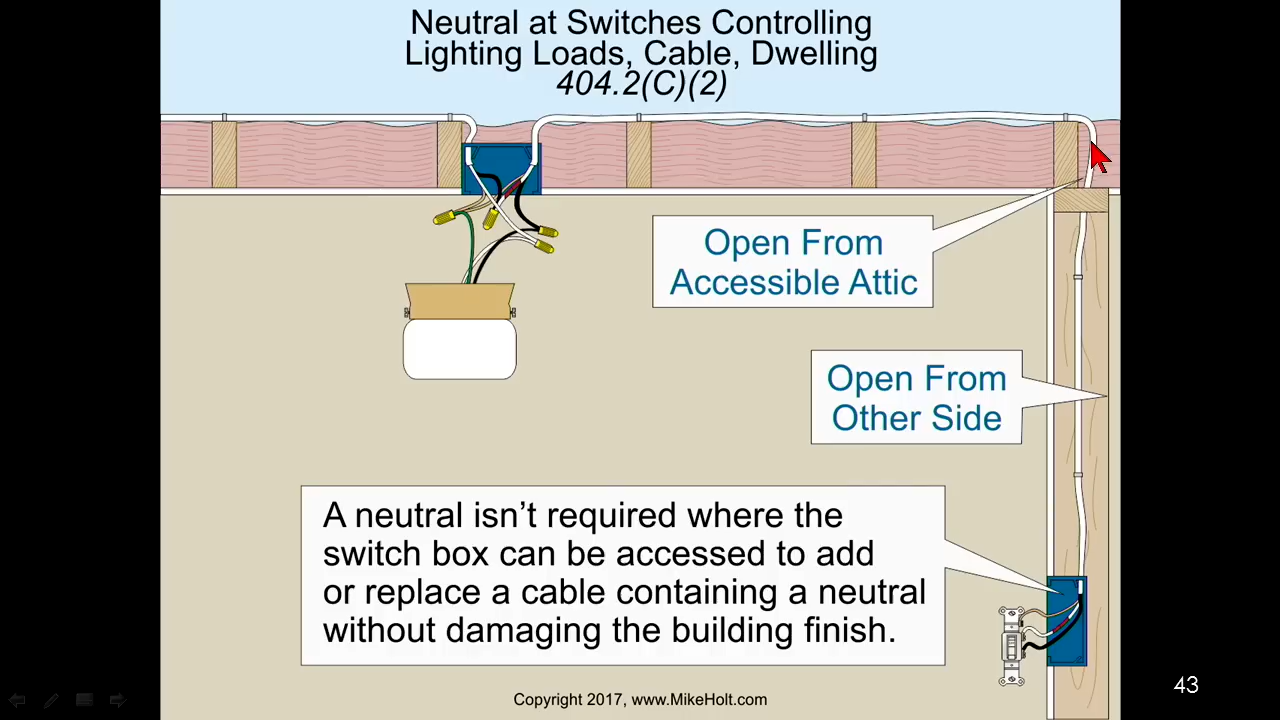 Neutral at Switches Controlling
Lighting Loads, Cable, Dwelling
404.2(C)(2)
Open From
Accessible Attic
Open From
Other Side
A neutral isn’t required where the
switch box can be accessed to add
or replace a cable containing a neutral
without damaging the building finish.
Copyright 2017, www.MikeHolt.com
43